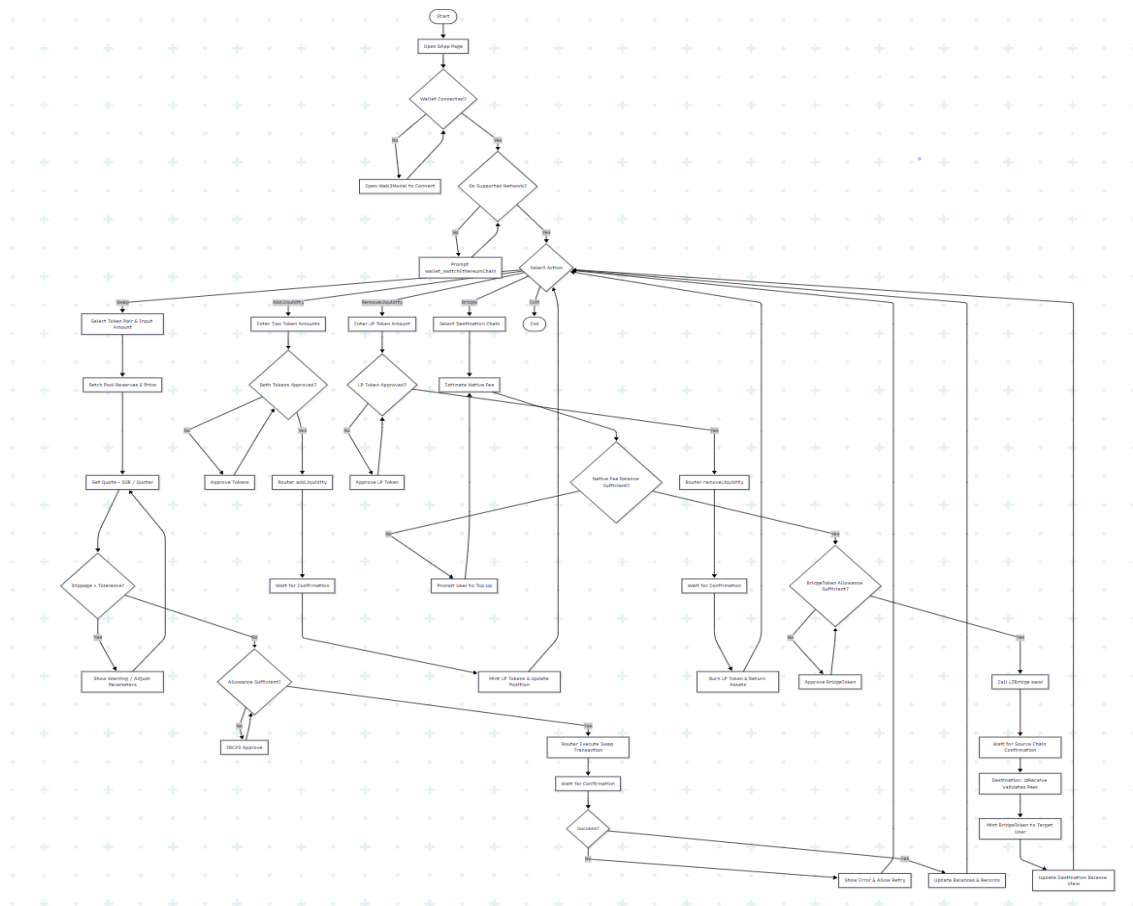 Start
Open DApp Page
Wallet Connected?
No
Yes
Open Web3Modal to Connect
On Supported Network?
No
Yes
Prompt
wallet_switchEthereumChain
Select Action
Swap
AddLiquidity
RemoveLiquidity
Bridge
Exit
Select Token Pair & Input
Amount
Enter Two Token Amounts
Enter LP Token Amount
Select Destination Chain
End
Fetch Pool Reserves & Price
Both Tokens Approved?
LP Token Approved?
Estimate Native Fee
No
Yes
No
Yes
Get Quote - SOR / Quoter
Approve Tokens
Router addLiquidity
Approve LP Token
Native Fee Balance
Sufficient?
Router removeLiquidity
No
Yes
Slippage > Tolerance?
Wait for Confirmation
Prompt User to Top Up
Wait for Confirmation
BridgeToken Allowance
Sufficient?
Yes
No
No
Yes
Show Warning / Adjust
Parameters
Allowance Sufficient?
Mint LP Tokens & Update
Position
Burn LP Token & Return
Assets
Approve BridgeToken
Call LZBridge send
No
Yes
ERC20 Approve
Router Execute Swap
Transaction
Wait for Source Chain
Confirmation
Wait for Confirmation
Destination: lzReceive
Validates Peer
Success?
Mint BridgeToken to Target
User
No
Yes
Show Error & Allow Retry
Update Balances & Records
Update Destination Balance
View